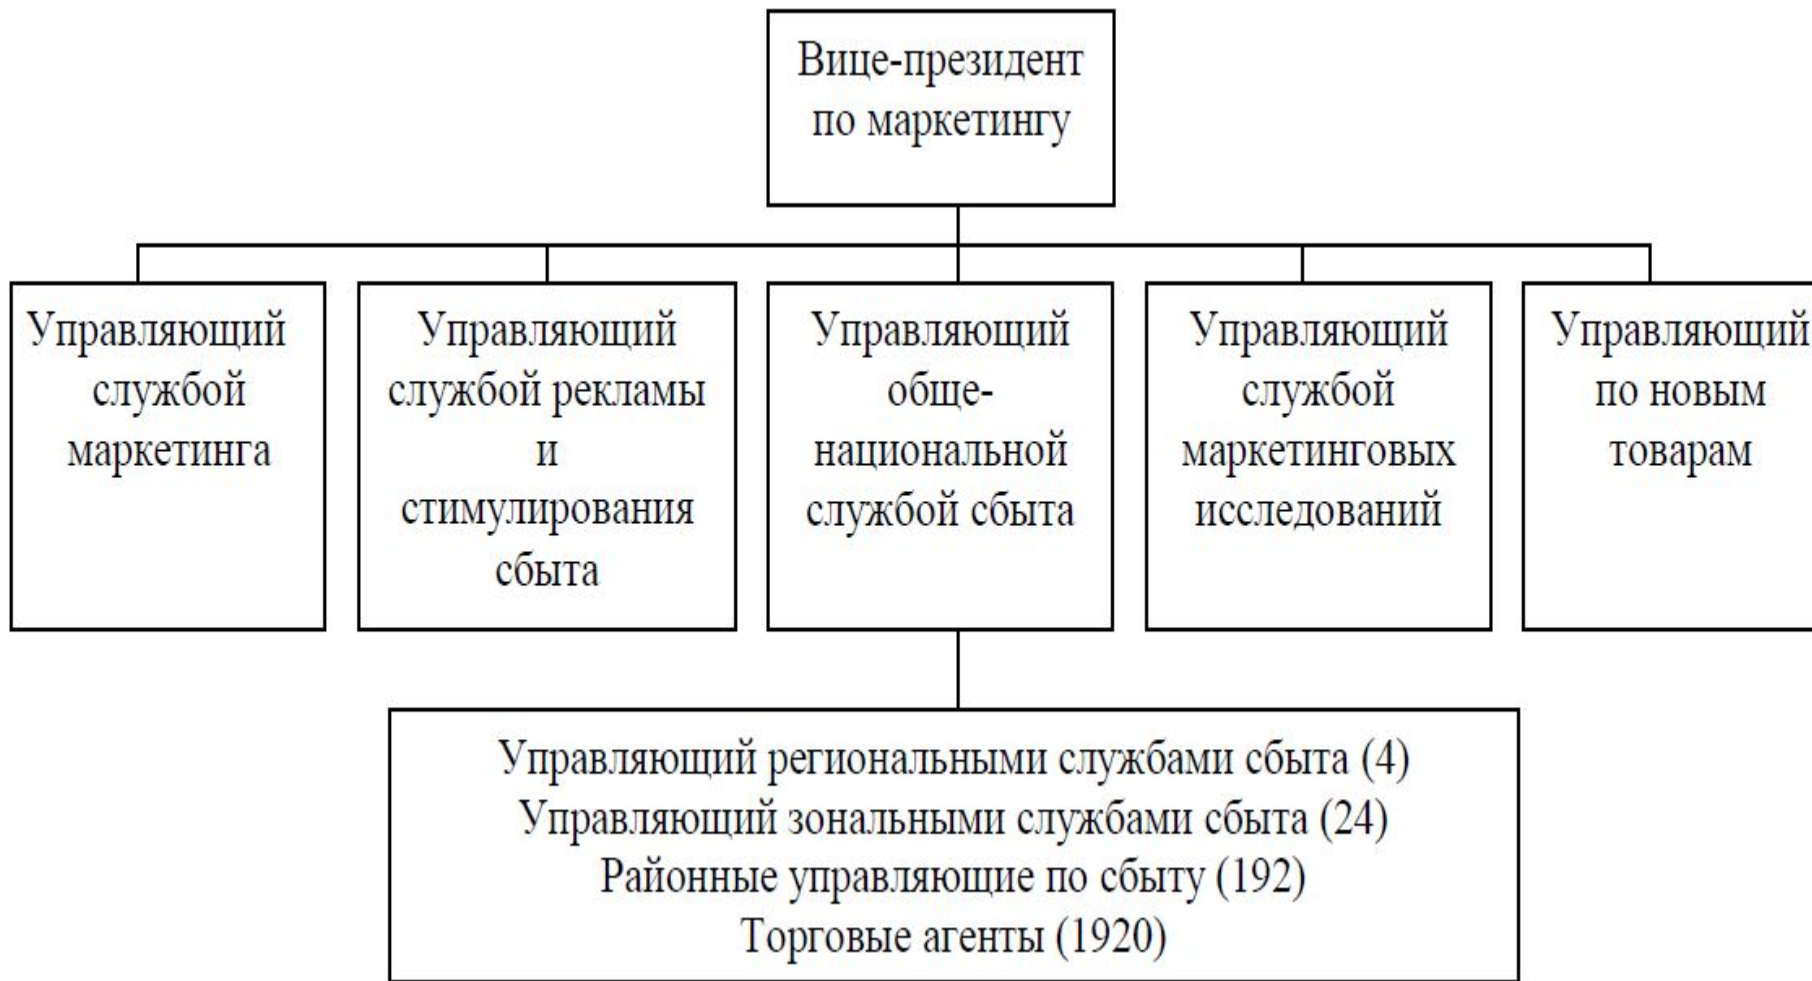 Вице-президент
по маркетингу
Управляющий
службой
маркетинга
Управляющий
службой рекламы
и
стимулирования
сбыта
Управляющий
обще-
национальной
службой сбыта
Управляющий
службой
маркетинговых
исследований
Управляющий
по новым
товарам
Управляющий региональными службами сбыта (4)
Управляющий зональными службами сбыта (24)
Районные управляющие по сбыту (192)
Торговые агенты (1920)